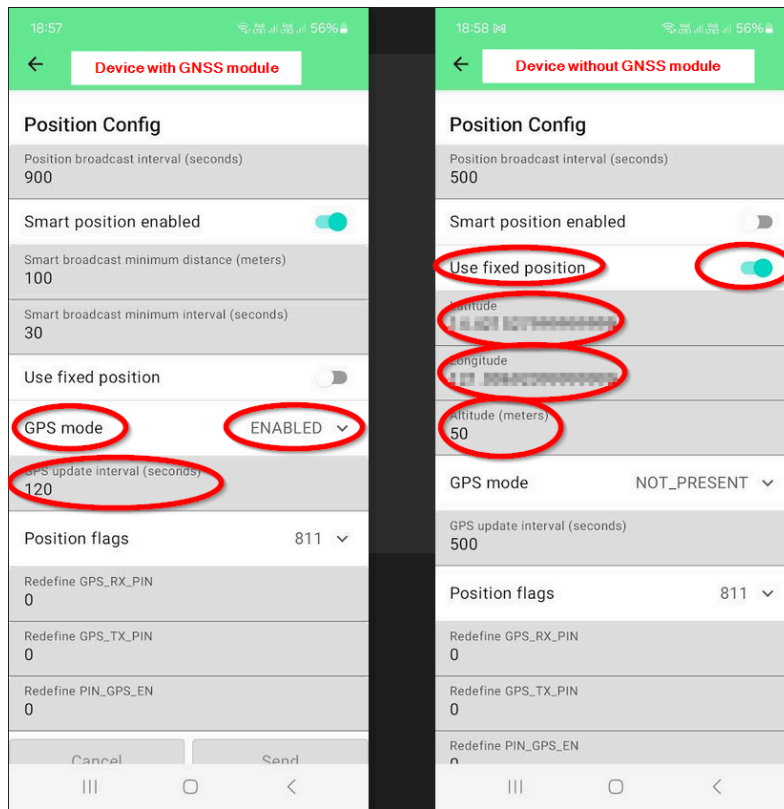 18:57
56%
Device with GNSS module
Position Config
Position broadcast interval (seconds)
900
Smart position enabled
Smart broadcast minimum distance (meters)
100
Smart broadcast minimum interval (seconds)
30
Use fixed position
GPS mode
ENABLED
GPS update interval (seconds)
120
Position flags
811
Redefine GPS_RX_PIN
0
Redefine GPS_TX_PIN
0
Redefine PIN_GPS_EN
0
Cancel
Send
18:58
56%
Device without GNSS module
Position Config
Position broadcast interval (seconds)
500
Smart position enabled
Use fixed position
Latitude
Longitude
Altitude (meters)
50
GPS mode
NOT_PRESENT
GPS update interval (seconds)
500
Position flags
811
Redefine GPS_RX_PIN
0
Redefine GPS_TX_PIN
0
Redefine PIN_GPS_EN
0